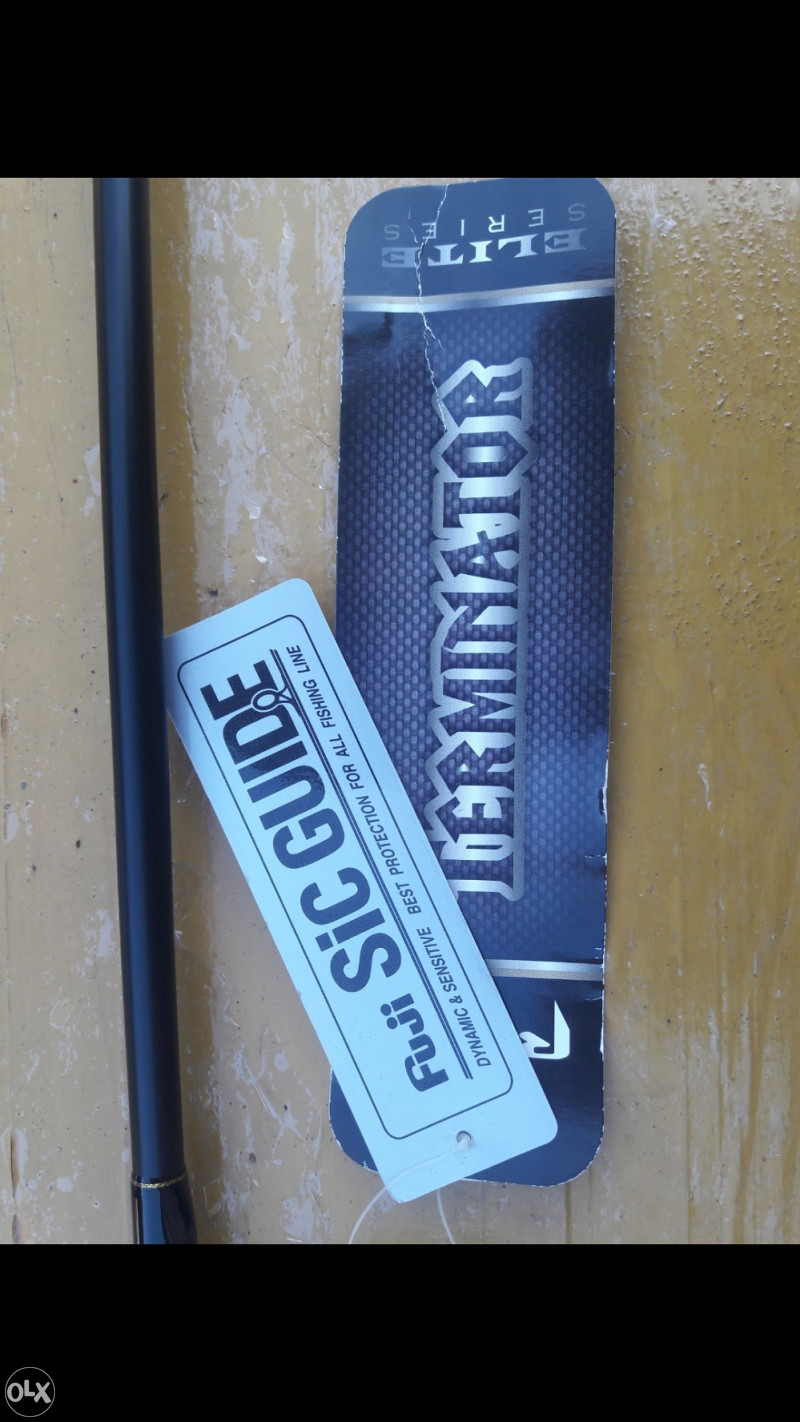 ELITE
SERIES
TERMINATOR
Fuji SiC GUIDE
DYNAMIC & SENSITIVE BEST PROTECTION FOR ALL FISHING LINE
OLX